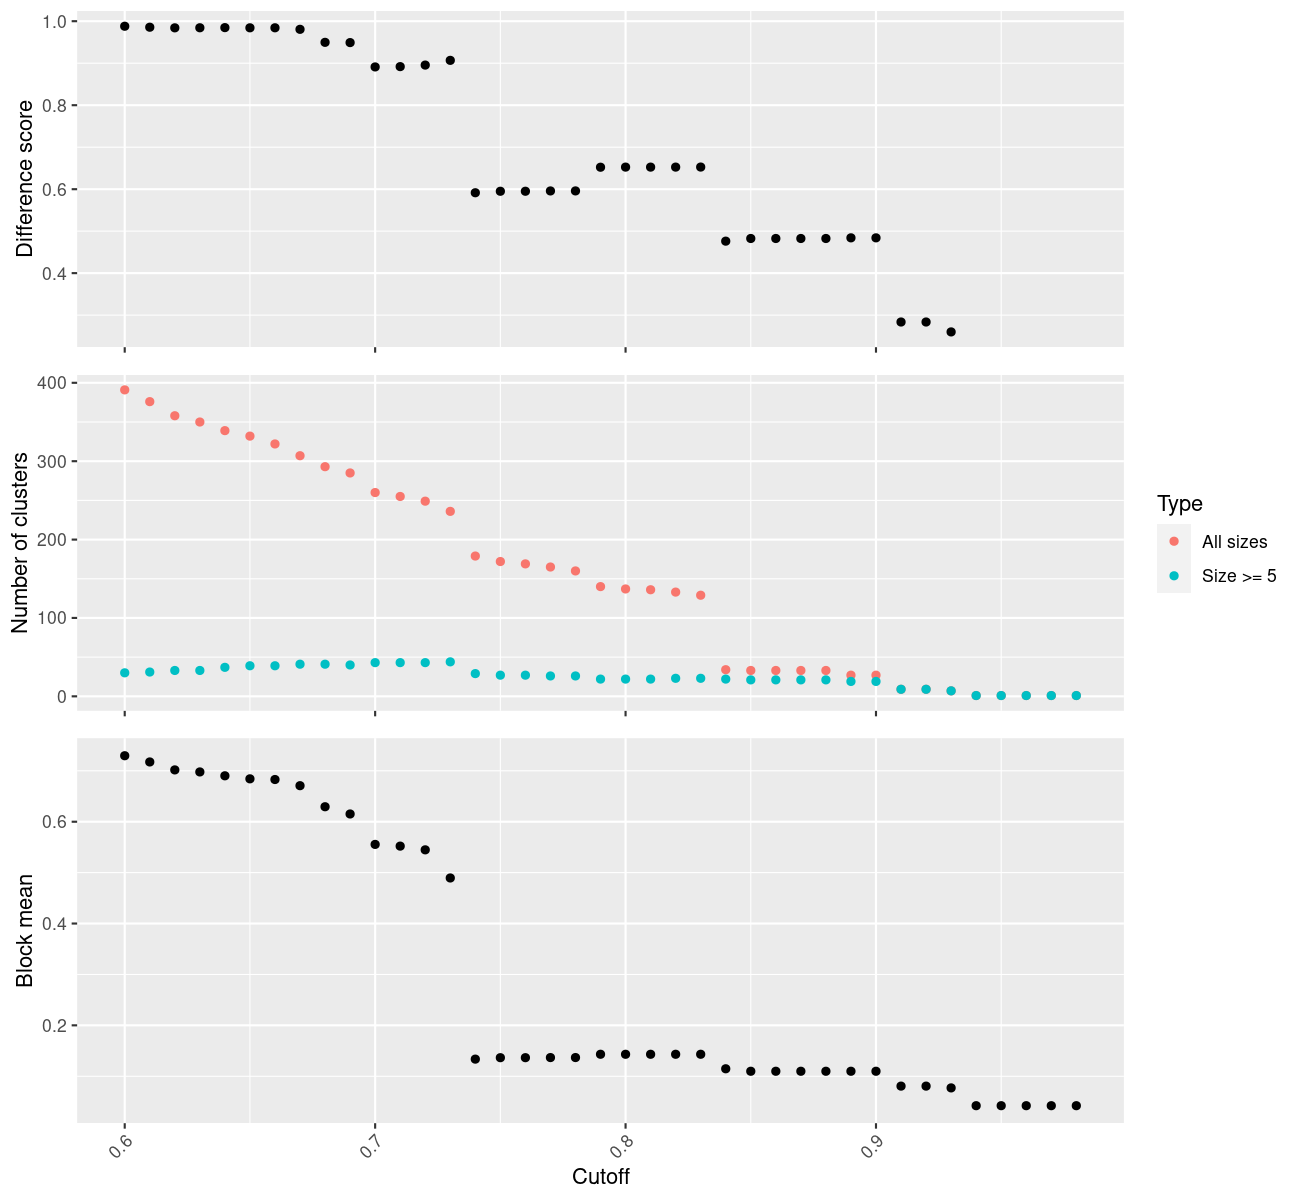 1.0
0.8
0.6
0.4
Difference score
400
300
200
100
0
Number of clusters
Type
All sizes
Size >= 5
0.6
0.4
0.2
Block mean
0.6
0.7
0.8
0.9
Cutoff